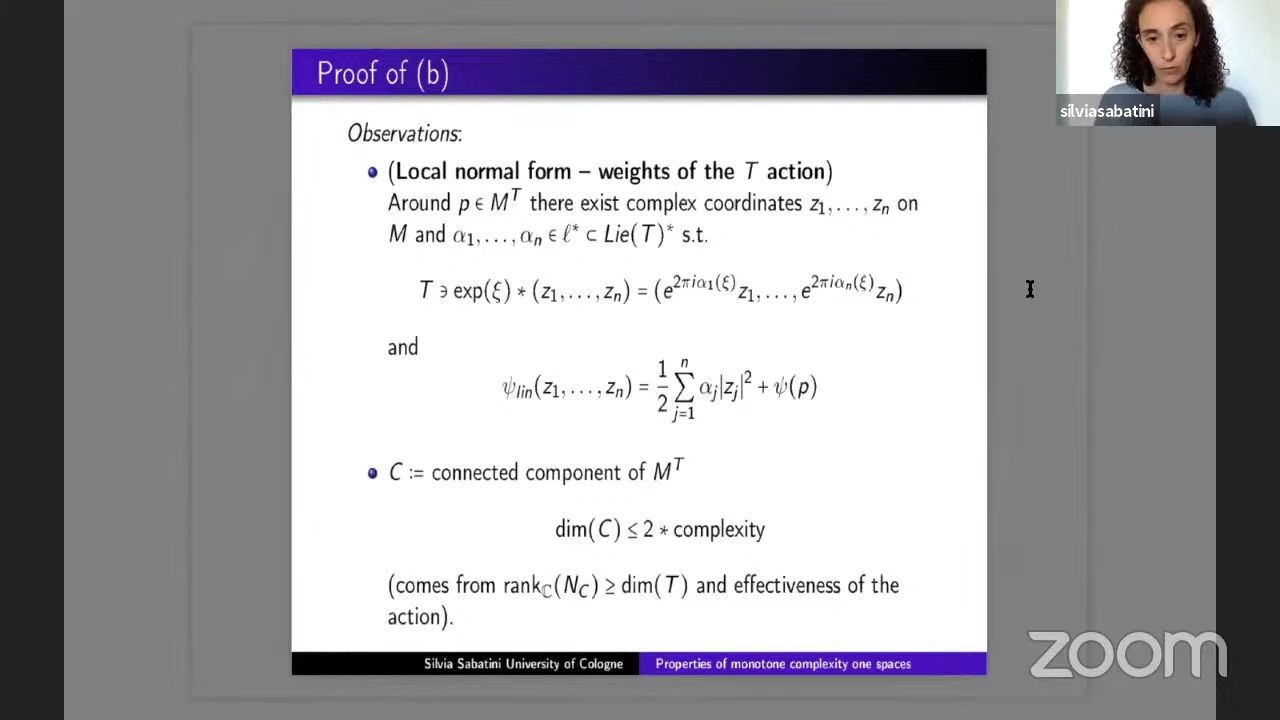 Proof of (b)
silviasabatini
Observations:
(Local normal form – weights of the T action)
Around p ∈ M^T there exist complex coordinates z_1, . . . , z_n on
M and α_1, . . . , α_n ∈ ℓ* ⊂ Lie(T)* s.t.
T ∋ exp(ξ) * (z_1, . . . , z_n) = (e^{2πiα_1(ξ)} z_1, . . . , e^{2πiα_n(ξ)} z_n)
and
ψ_lin(z_1, . . . , z_n) = \frac{1}{2} \sum_{j=1}^{n} α_j|z_j|^2 + ψ(p)
C := connected component of M^T
dim(C) ≤ 2 * complexity
(comes from rank_ℂ(N_C) ≥ dim(T) and effectiveness of the
action).
Silvia Sabatini University of Cologne
Properties of monotone complexity one spaces
zoom